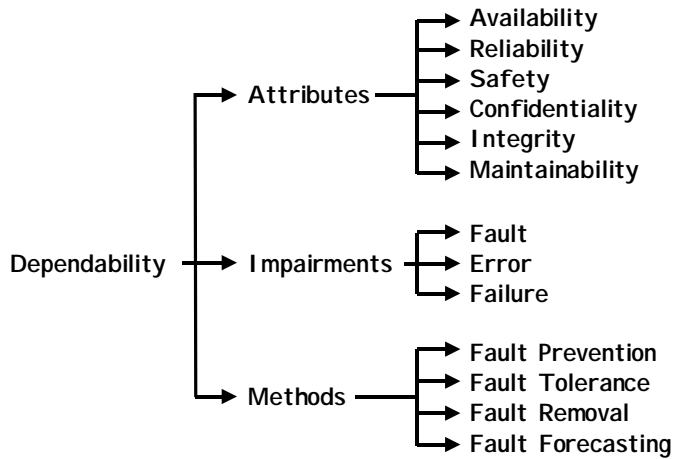 Availability
Reliability
Safety
Attributes
Confidentiality
Integrity
Maintainability
Fault
Dependability
Impairments
Error
Failure
Fault Prevention
Fault Tolerance
Methods
Fault Removal
Fault Forecasting